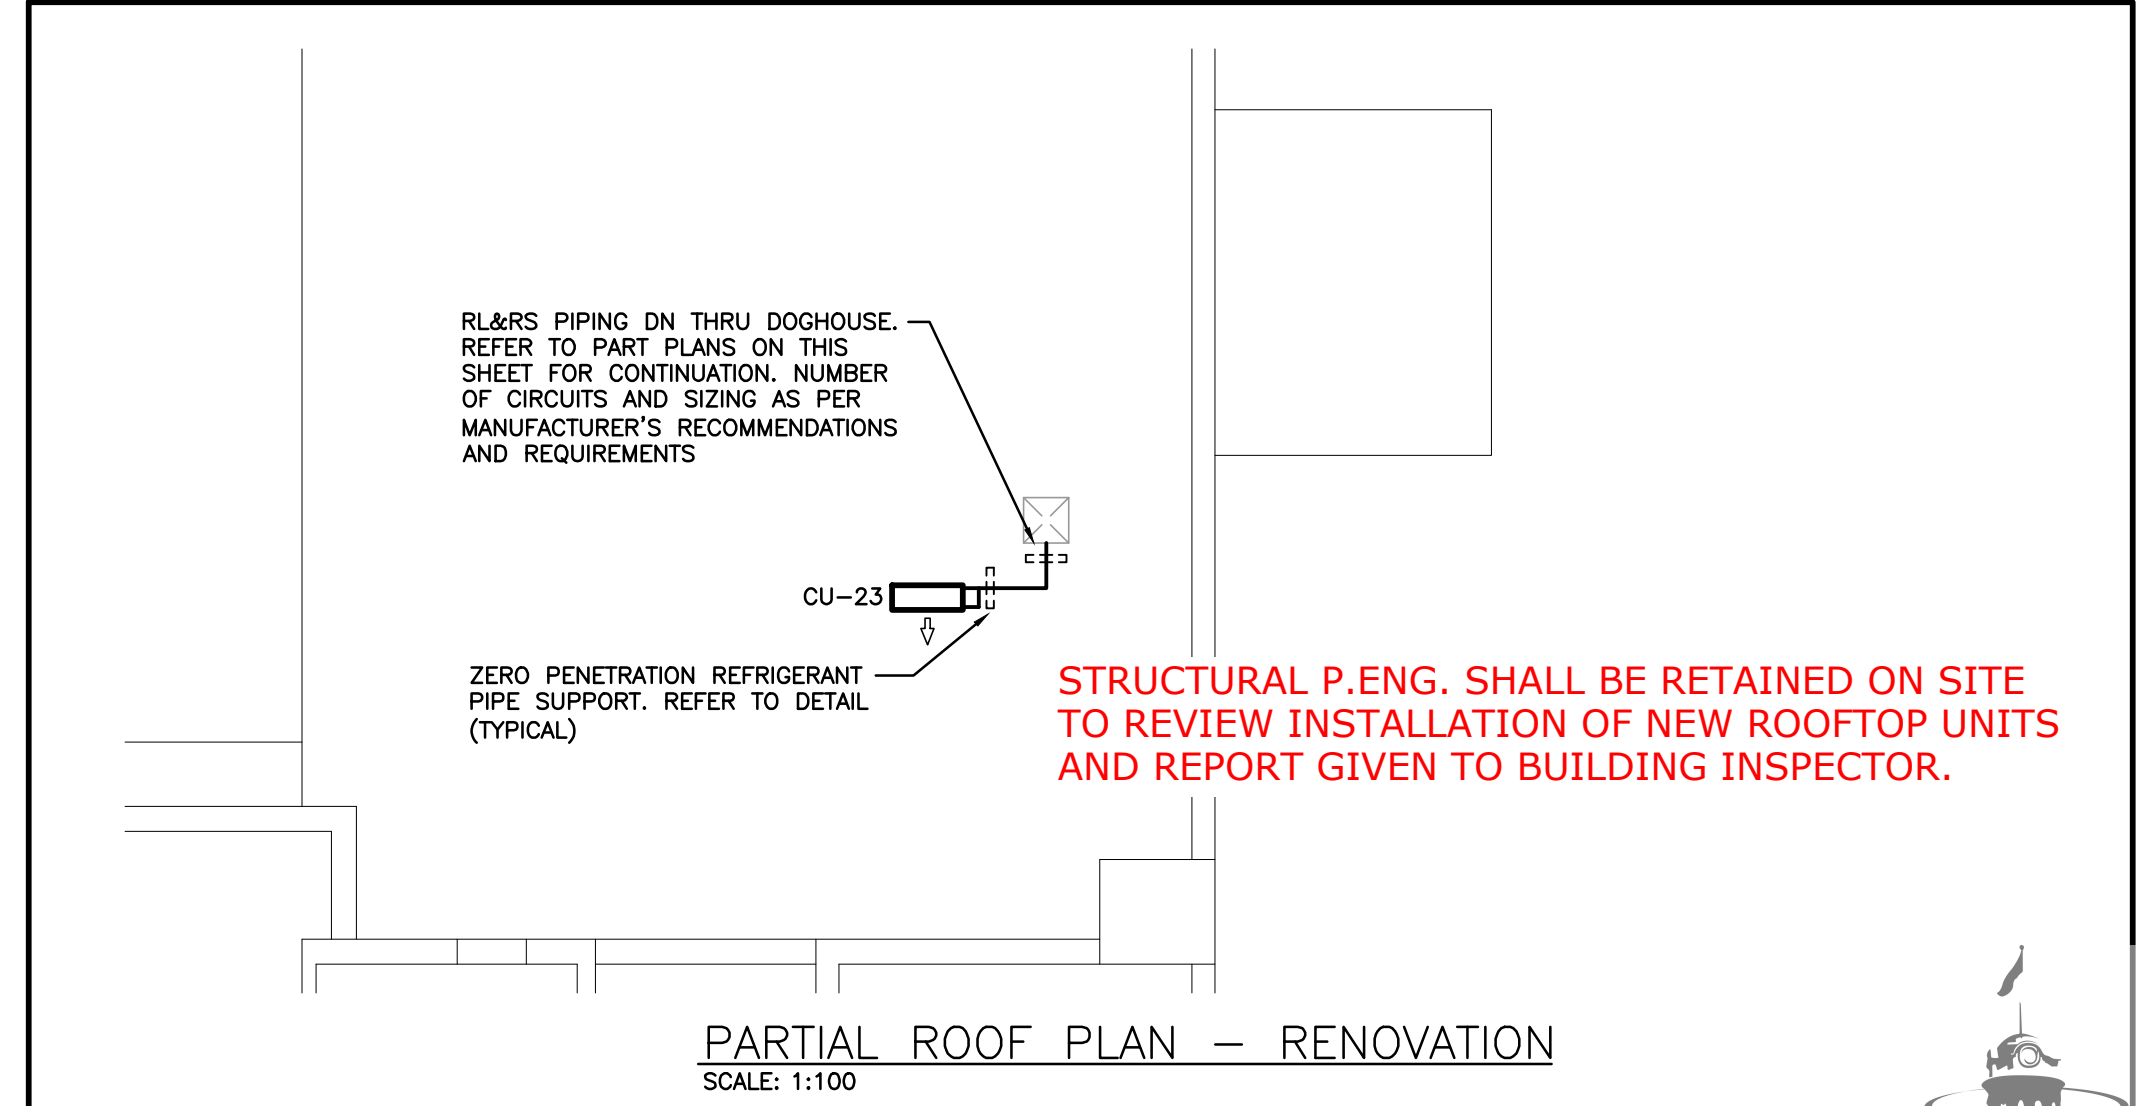 RL&RS PIPING DN THRU DOGHOUSE.
REFER TO PART PLANS ON THIS
SHEET FOR CONTINUATION. NUMBER
OF CIRCUITS AND SIZING AS PER
MANUFACTURER'S RECOMMENDATIONS
AND REQUIREMENTS
CU-23
ZERO PENETRATION REFRIGERANT
PIPE SUPPORT. REFER TO DETAIL
(TYPICAL)
STRUCTURAL P.ENG. SHALL BE RETAINED ON SITE
TO REVIEW INSTALLATION OF NEW ROOFTOP UNITS
AND REPORT GIVEN TO BUILDING INSPECTOR.
PARTIAL ROOF PLAN - RENOVATION
SCALE: 1:100